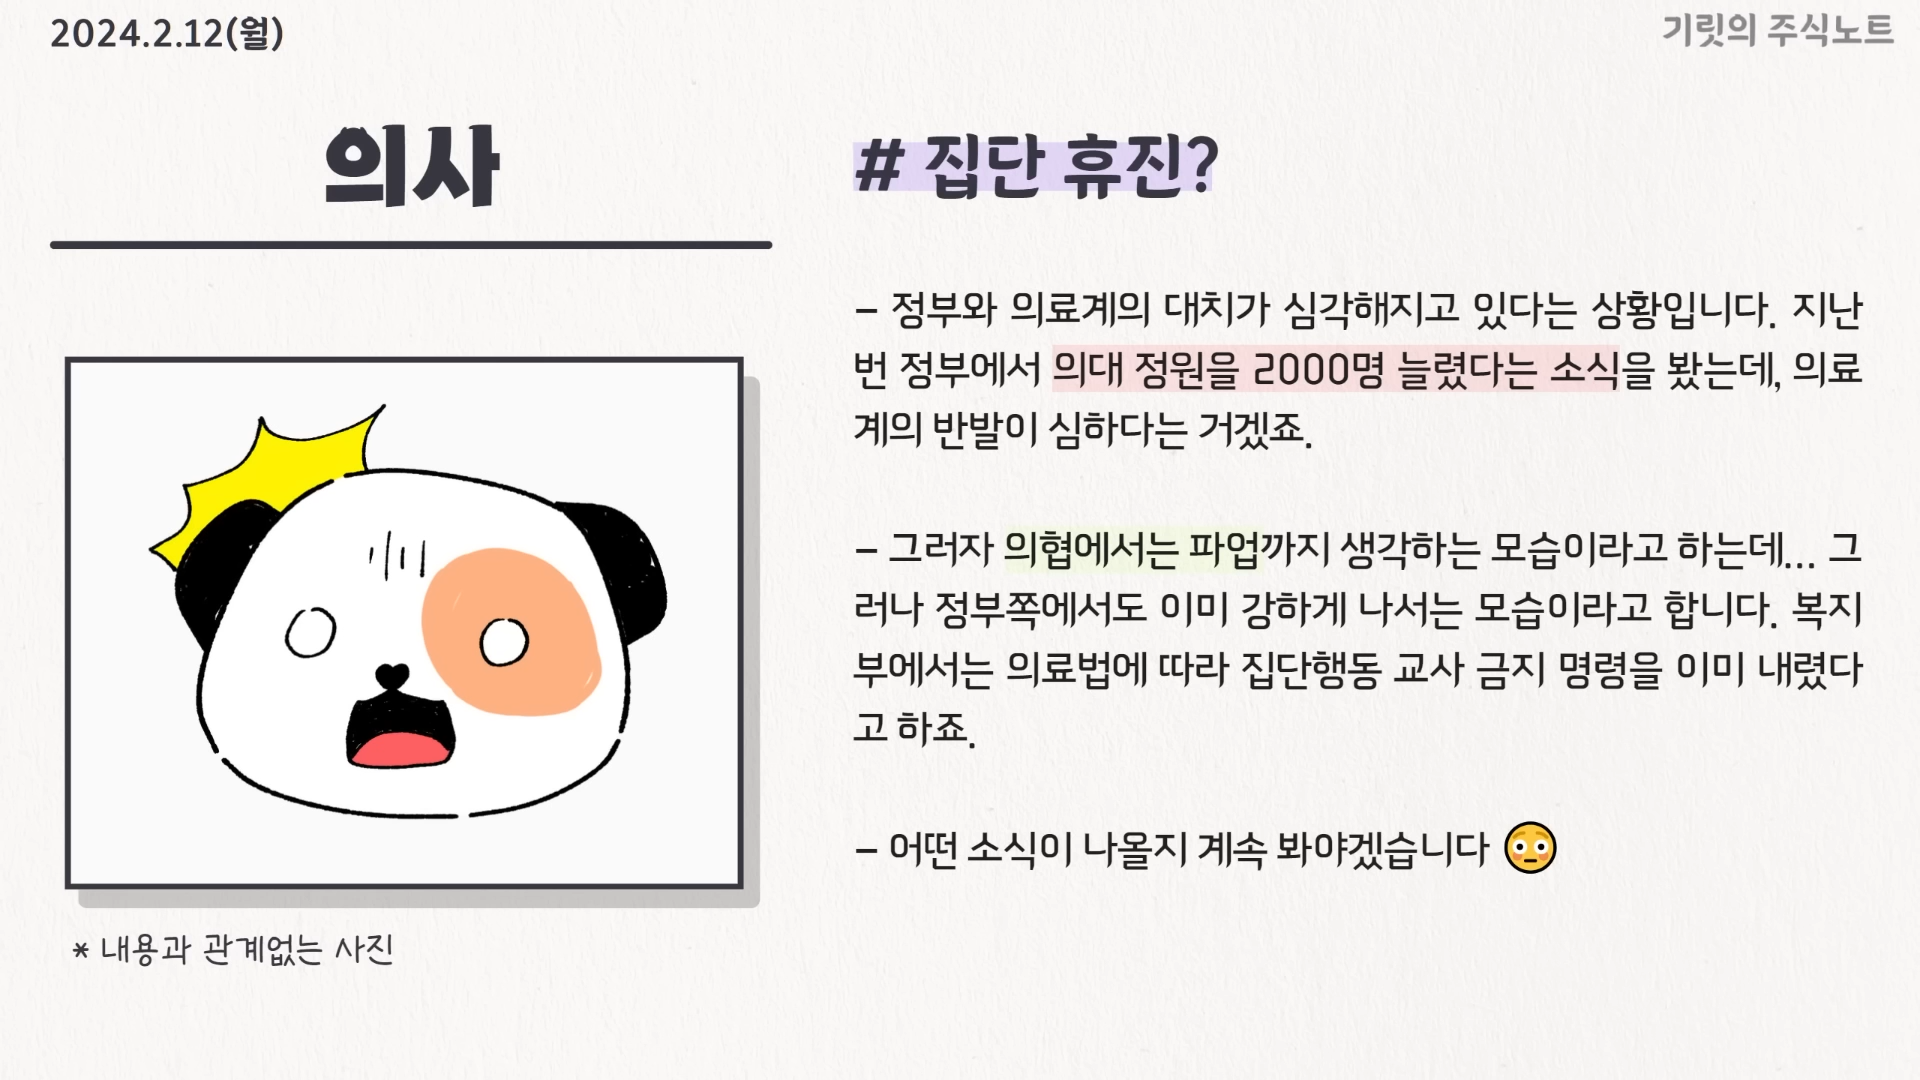 2024.2.12(월)
기릿의 주식노트
의사
# 집단 휴진?
– 정부와 의료계의 대치가 심각해지고 있다는 상황입니다. 지난
번 정부에서 의대 정원을 2000명 늘렸다는 소식을 봤는데, 의료
계의 반발이 심하다는 거겠죠.
– 그러자 의협에서는 파업까지 생각하는 모습이라고 하는데... 그
러나 정부쪽에서도 이미 강하게 나서는 모습이라고 합니다. 복지
부에서는 의료법에 따라 집단행동 교사 금지 명령을 이미 내렸다
고 하죠.
– 어떤 소식이 나올지 계속 봐야겠습니다 😳
* 내용과 관계없는 사진